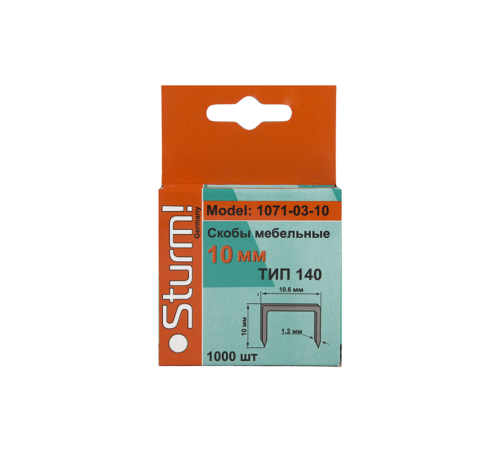 Sturm!
Germany
Model: 1071-03-10
Скобы мебельные
10 мм
ТИП 140
10.6 мм
10 мм
1.2 мм
1000 шт